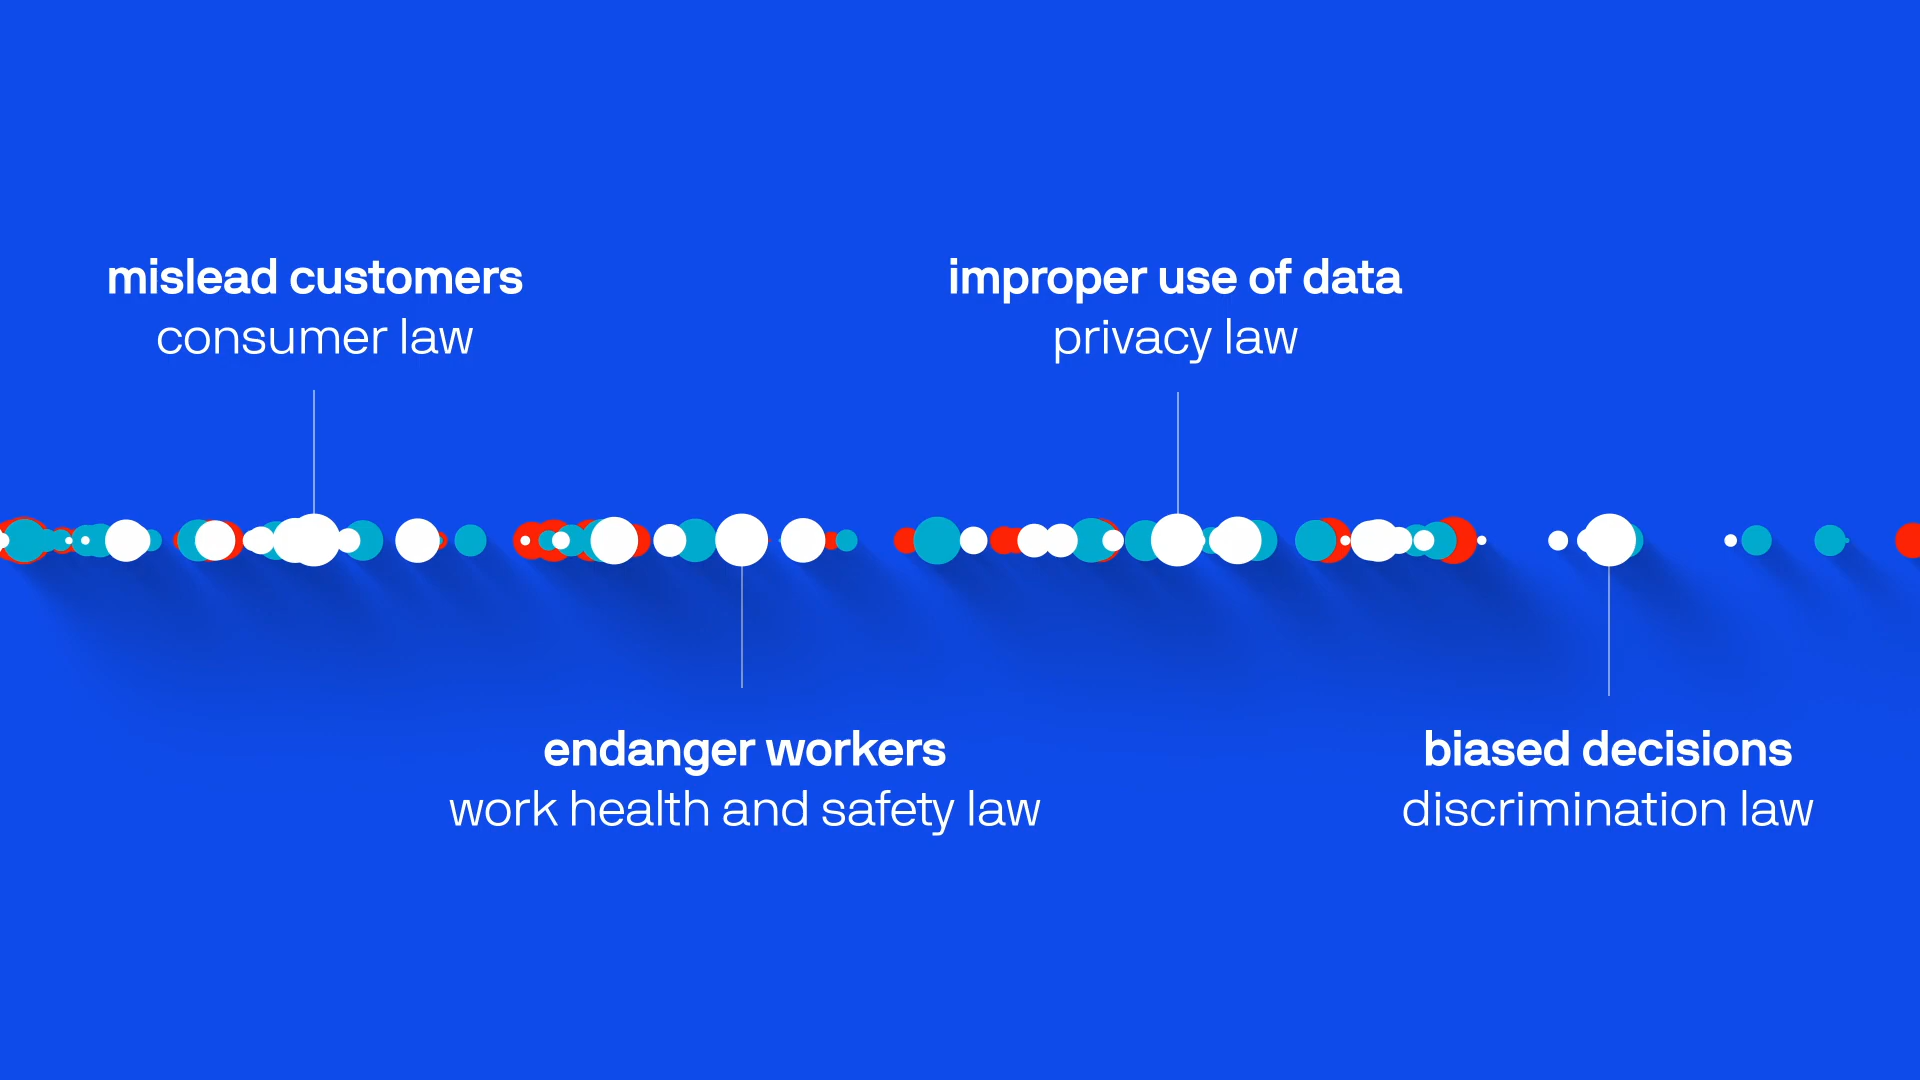 mislead customers
consumer law
improper use of data
privacy law
endanger workers
work health and safety law
biased decisions
discrimination law